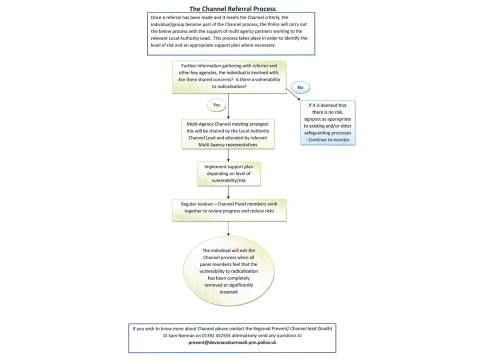 The Channel Referral Process
Once a referral has been made and it meets the Channel criteria, the
individual/group become part of the Channel process, the Police will carry out
the below process with the support of multi agency partners working to the
relevant Local Authority Lead. This process takes place in order to identify the
level of risk and an appropriate support plan where necessary.
Further information gathering with referrer and
other key agencies, the individual is involved with.
Are there shared concerns? Is there a vulnerability
to radicalisation?
No
Yes
If it is deemed that
there is no risk,
signpost as appropriate
to existing and/or other
safeguarding processes
- Continue to monitor
Multi-Agency Channel meeting arranged:
this will be chaired by the Local Authority
Channel Lead and attended by relevant
Multi Agency representatives
Implement support plan
depending on level of
vulnerability/risk
Regular reviews – Channel Panel members work
together to review progress and reduce risks
The individual will exit the
Channel process when all
panel members feel that the
vulnerability to radicalisation
has been completely
removed or significantly
lessened
If you wish to know more about Channel please contact the Regional Prevent/ Channel lead (South)
DI Sam Norman on 01392 452555 alternatively send any questions to
prevent@devonandcornwall.pnn.police.uk